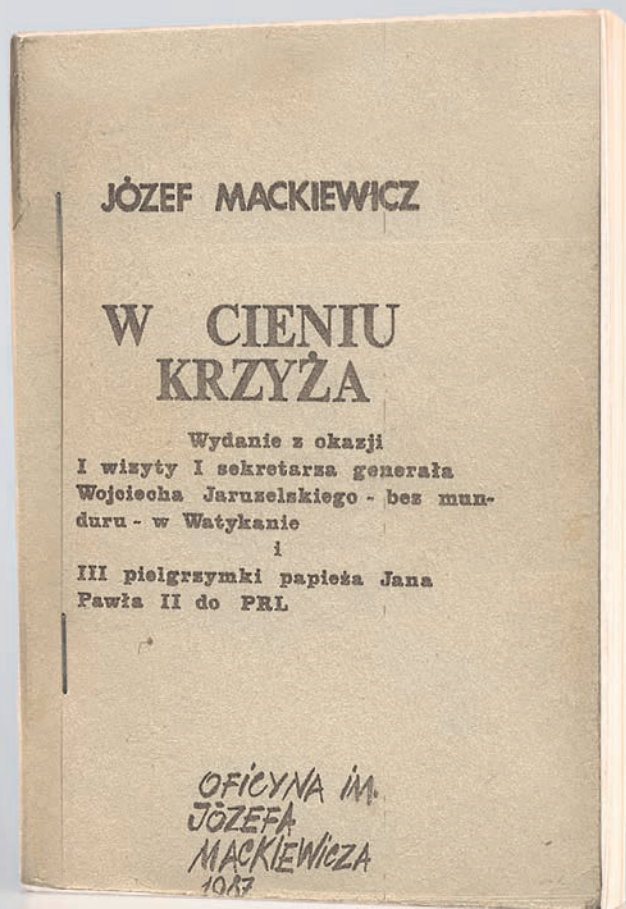 JÓZEF MACKIEWICZ
W CIENIU
KRZYŻA
Wydanie z okazji
I wizyty I sekretarza generała
Wojciecha Jaruzelskiego - bez mun-
duru - w Watykanie
i
III pielgrzymki papieża Jana
Pawła II do PRL
OFICYNA IM.
JÓZEFA
MACKIEWICZA
1987